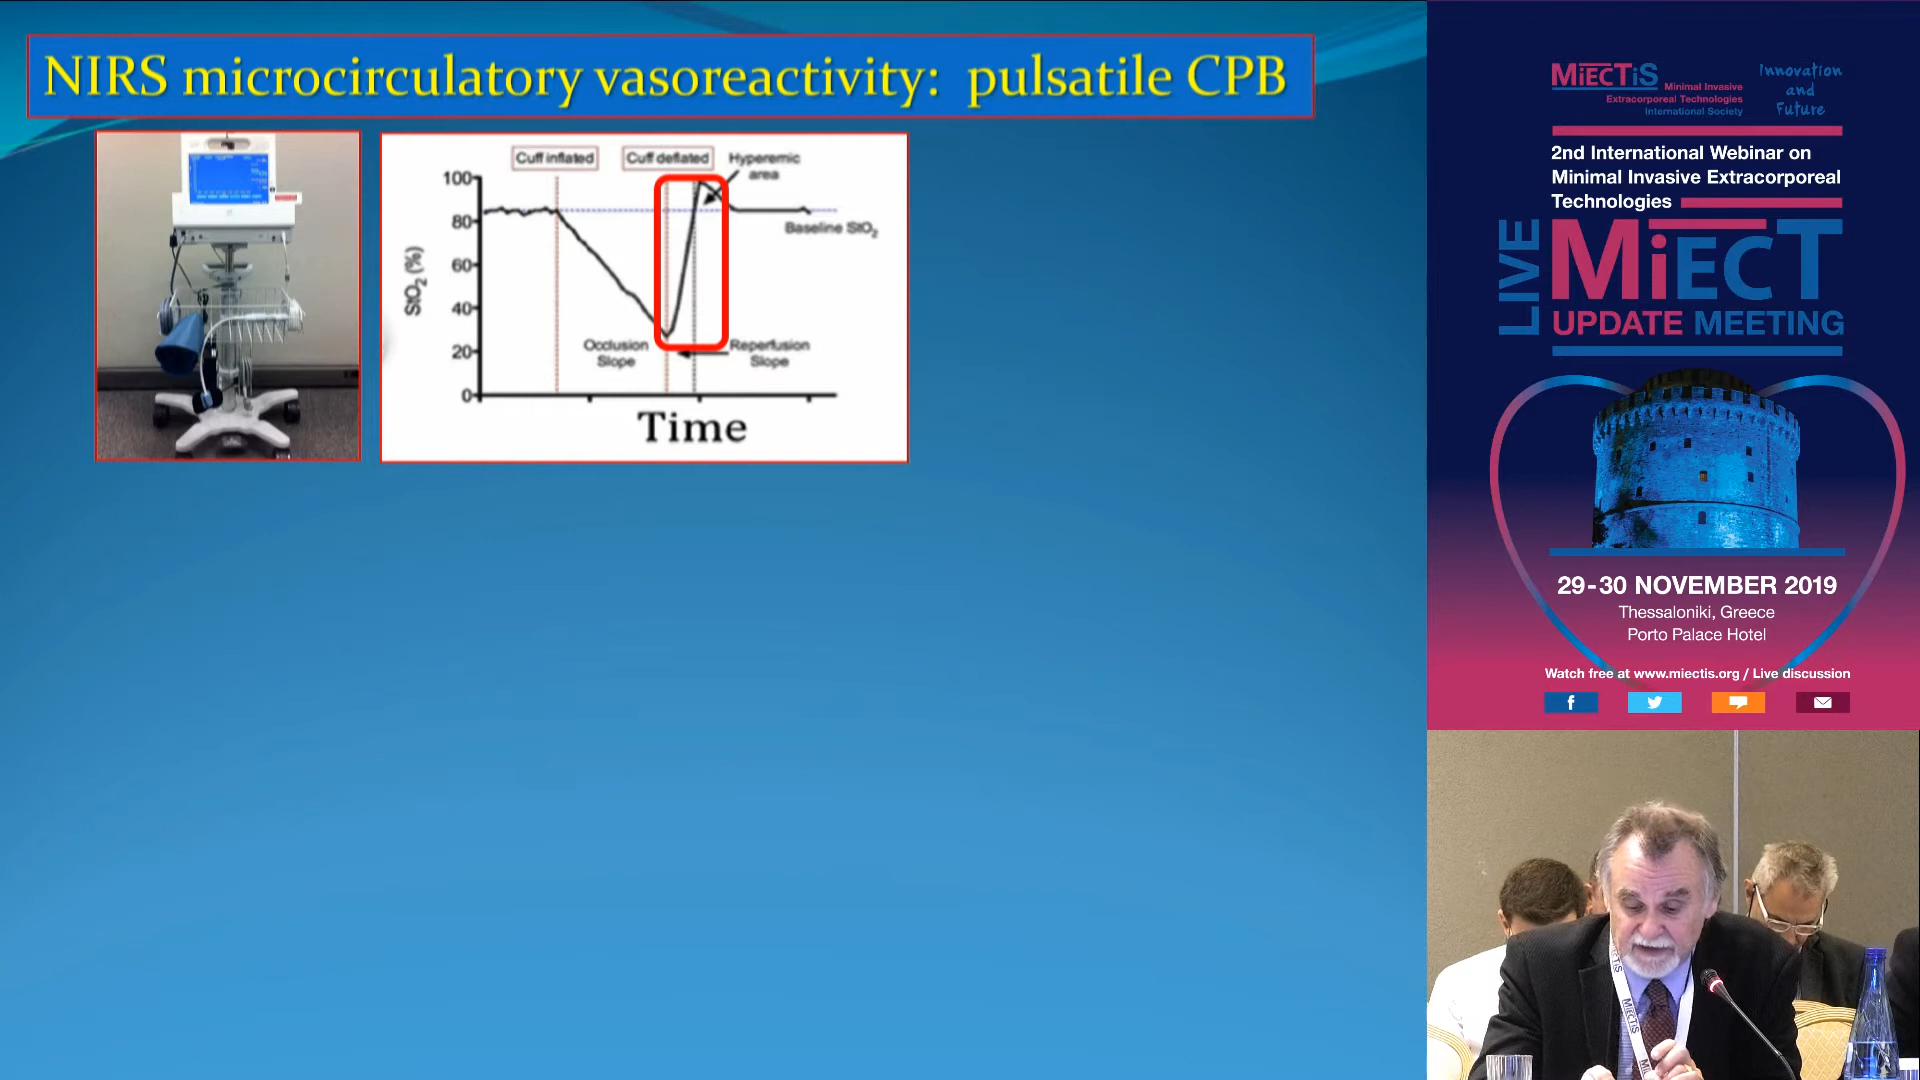 NIRS microcirculatory vasoreactivity: pulsatile CPB
Cuff inflated
Cuff deflated
Hyperemic
area
100
80
60
40
20
0
StO2 (%)
Baseline StO2
Occlusion
Slope
Reperfusion
Slope
Time
MiECTiS
Minimal Invasive
Extracorporeal Technologies
International Society
Innovation
and
Future
2nd International Webinar on
Minimal Invasive Extracorporeal
Technologies
LIVE
MiECT
UPDATE MEETING
29-30 NOVEMBER 2019
Thessaloniki, Greece
Porto Palace Hotel
Watch free at www.miectis.org / Live discussion
f
MiECTiS